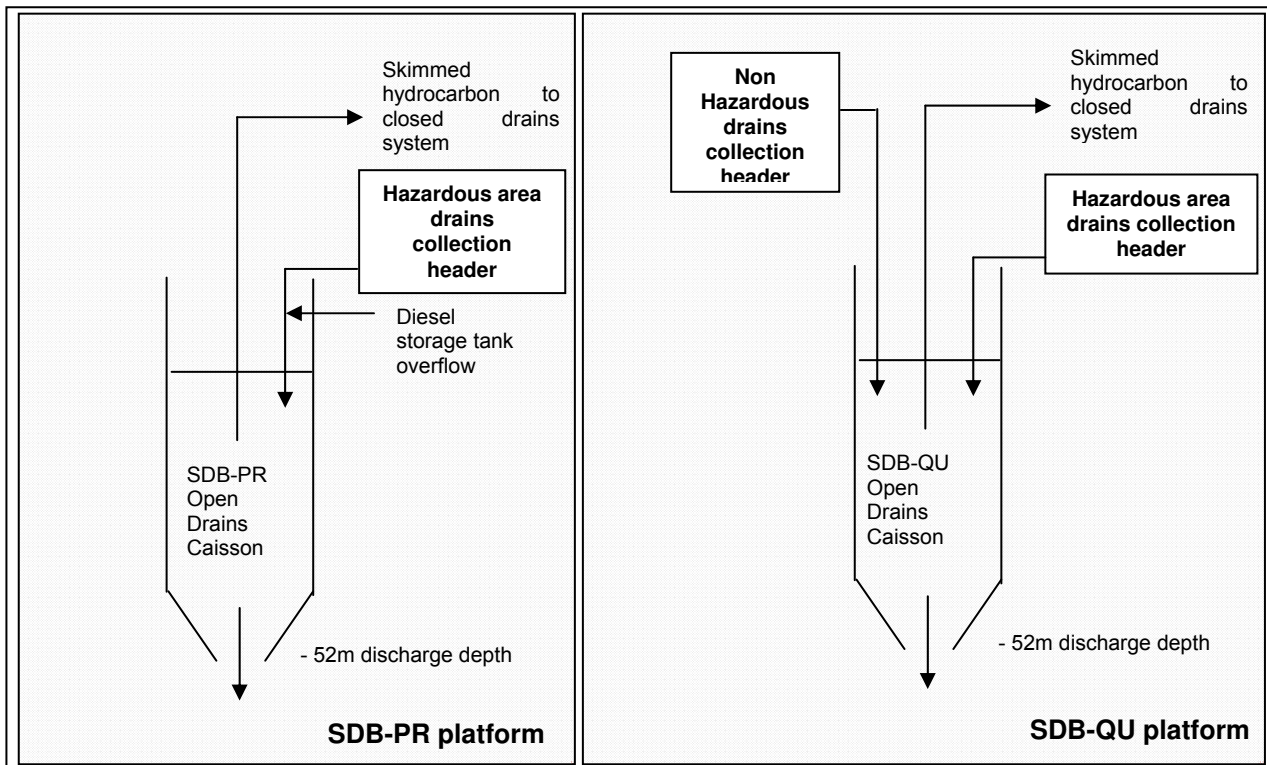 Skimmed
hydrocarbon to
closed drains
system
Hazardous area
drains
collection
header
Diesel
storage tank
overflow
SDB-PR
Open
Drains
Caisson
- 52m discharge depth
SDB-PR platform
Non
Hazardous
drains
collection
header
Skimmed
hydrocarbon to
closed drains
system
Hazardous area
drains collection
header
SDB-QU
Open
Drains
Caisson
- 52m discharge depth
SDB-QU platform